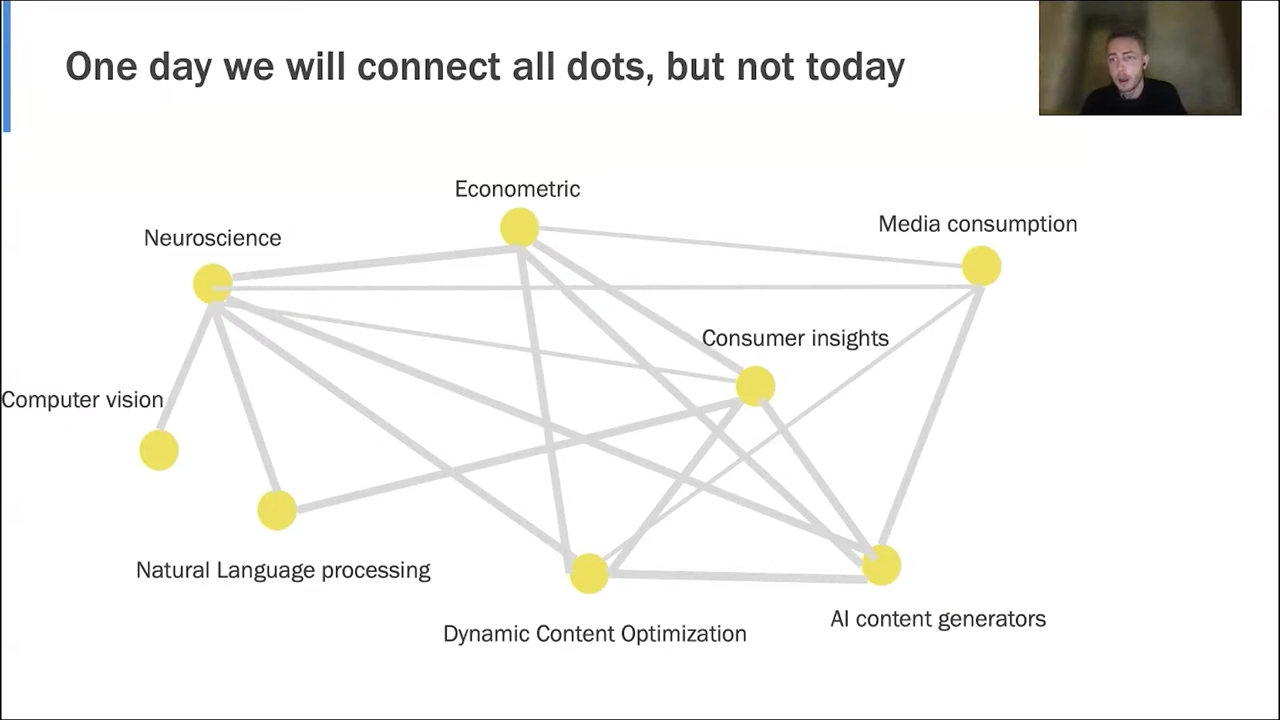 One day we will connect all dots, but not today
Econometric
Media consumption
Neuroscience
Consumer insights
Computer vision
Natural Language processing
AI content generators
Dynamic Content Optimization